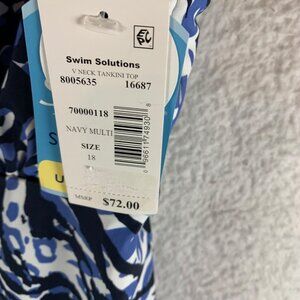 Swim Solutions
V NECK TANKINI TOP
8005635 16687
70000118
NAVY MULTI
SIZE
18
MSRP $72.00
S
U